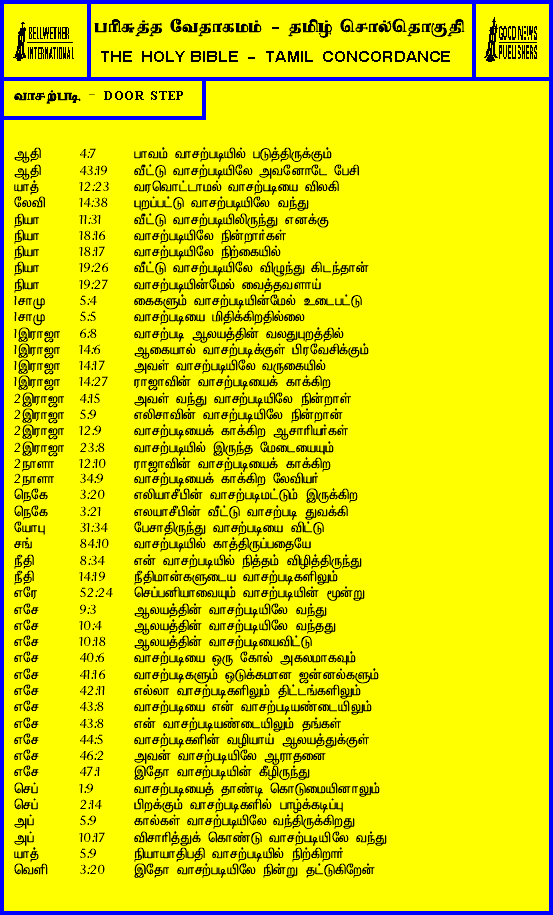 BELLWETHER
INTERNATIONAL
பரிசுத்த வேதாகமம் - தமிழ் சொல்தொகுதி
THE HOLY BIBLE - TAMIL CONCORDANCE
GOOD NEWS
PUBLISHERS
வாசற்படி - DOOR STEP
ஆதி 4:7 பாவம் வாசற்படியில் படுத்திருக்கும்
ஆதி 43:19 வீட்டு வாசற்படியிலே அவனோடே பேசி
யாத் 12:23 வரவொட்டாமல் வாசற்படியை விலகி
லேவி 14:38 புறப்பட்டு வாசற்படியிலே வந்து
நியா 11:31 வீட்டு வாசற்படியிலிருந்து எனக்கு
நியா 18:16 வாசற்படியிலே நின்றார்கள்
நியா 18:17 வாசற்படியிலே நிற்கையில்
நியா 19:26 வீட்டு வாசற்படியிலே விழுந்து கிடந்தான்
நியா 19:27 வாசற்படியின்மேல் வைத்தவளாய்
1சாமு 5:4 கைகளும் வாசற்படியின்மேல் உடைபட்டு
1சாமு 5:5 வாசற்படியை மிதிக்கிறதில்லை
1இராஜா 6:8 வாசற்படி ஆலயத்தின் வலதுபுறத்தில்
1இராஜா 14:6 ஆகையால் வாசற்படிக்குள் பிரவேசிக்கும்
1இராஜா 14:17 அவள் வாசற்படியிலே வருகையில்
1இராஜா 14:27 ராஜாவின் வாசற்படியைக் காக்கிற
2இராஜா 4:15 அவள் வந்து வாசற்படியிலே நின்றாள்
2இராஜா 5:9 எலிசாவின் வாசற்படியிலே நின்றான்
2இராஜா 12:9 வாசற்படியைக் காக்கிற ஆசாரியர்கள்
2இராஜா 23:8 வாசற்படியில் இருந்த மேடையையும்
2நாளா 12:10 ராஜாவின் வாசற்படியைக் காக்கிற
2நாளா 34:9 வாசற்படியைக் காக்கிற லேவியர்
நெகே 3:20 எலியாசீபின் வாசற்படிமட்டும் இருக்கிற
நெகே 3:21 எலயாசீபின் வீட்டு வாசற்படி துவக்கி
யோபு 31:34 பேசாதிருந்து வாசற்படியை விட்டு
சங் 84:10 வாசற்படியில் காத்திருப்பதையே
நீதி 8:34 என் வாசற்படியில் நித்தம் விழித்திருந்து
நீதி 14:19 நீதிமான்களுடைய வாசற்படிகளிலும்
எரே 52:24 செப்பனியாவையும் வாசற்படியின் மூன்று
எசே 9:3 ஆலயத்தின் வாசற்படியிலே வந்து
எசே 10:4 ஆலயத்தின் வாசற்படியிலே வந்தது
எசே 10:18 ஆலயத்தின் வாசற்படியைவிட்டு
எசே 40:6 வாசற்படியை ஒரு கோல் அகலமாகவும்
எசே 41:16 வாசற்படிகளும் ஒடுக்கமான ஜன்னல்களும்
எசே 42:11 எல்லா வாசற்படிகளிலும் திட்டங்களிலும்
எசே 43:8 வாசற்படியை என் வாசற்படியண்டையிலும்
எசே 43:8 என் வாசற்படியண்டையிலும் தங்கள்
எசே 44:5 வாசற்படிகளின் வழியாய் ஆலயத்துக்குள்
எசே 46:2 அவன் வாசற்படியிலே ஆராதனை
எசே 47:1 இதோ வாசற்படியின் கீழிருந்து
செப் 1:9 வாசற்படியைத் தாண்டி கொடுமையினாலும்
செப் 2:14 பிறக்கும் வாசற்படிகளில் பாழ்க்கடிப்பு
அப் 5:9 கால்கள் வாசற்படியிலே வந்திருக்கிறது
அப் 10:17 விசாரித்துக் கொண்டு வாசற்படியிலே வந்து
யாத் 5:9 நியாயாதிபதி வாசற்படியில் நிற்கிறார்
வெளி 3:20 இதோ வாசற்படியிலே நின்று தட்டுகிறேன்